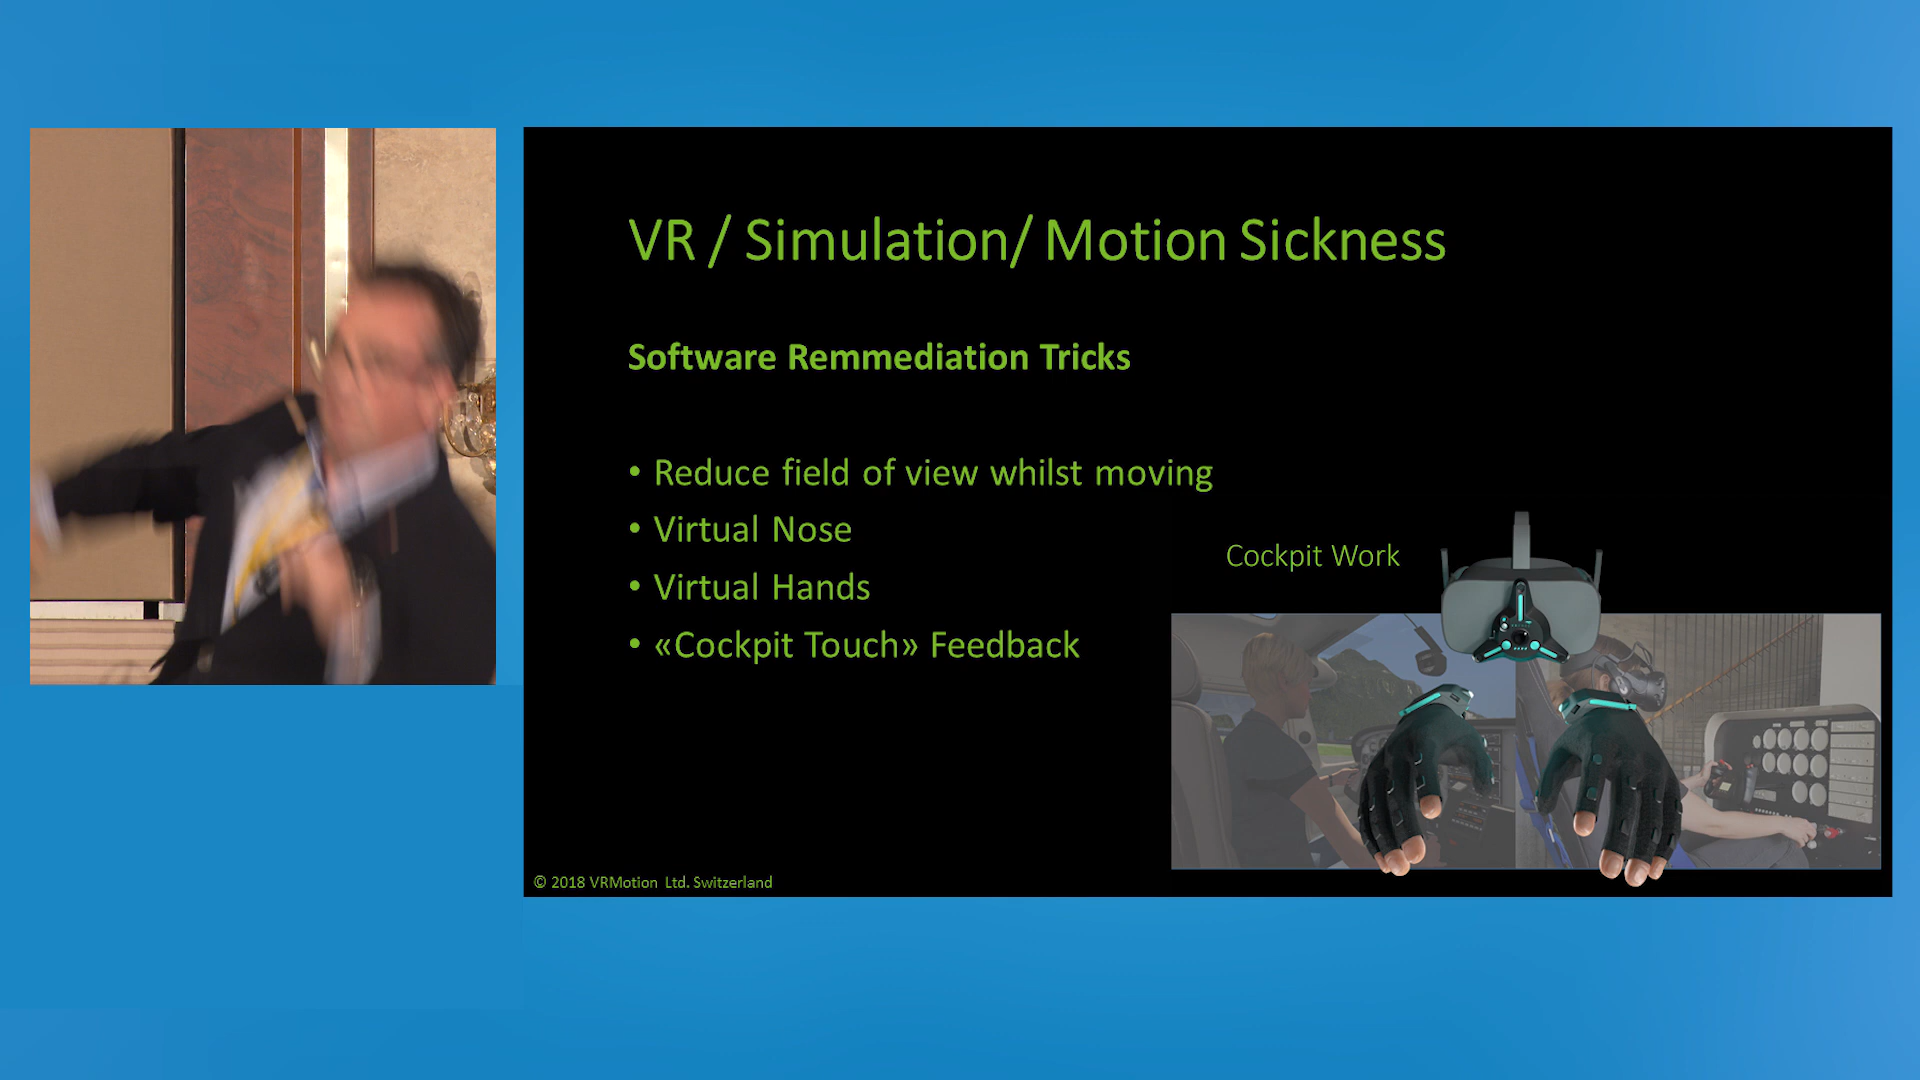 VR / Simulation/ Motion Sickness
Software Remmediation Tricks
• Reduce field of view whilst moving
• Virtual Nose
• Virtual Hands
• «Cockpit Touch» Feedback
Cockpit Work
© 2018 VRMotion Ltd. Switzerland